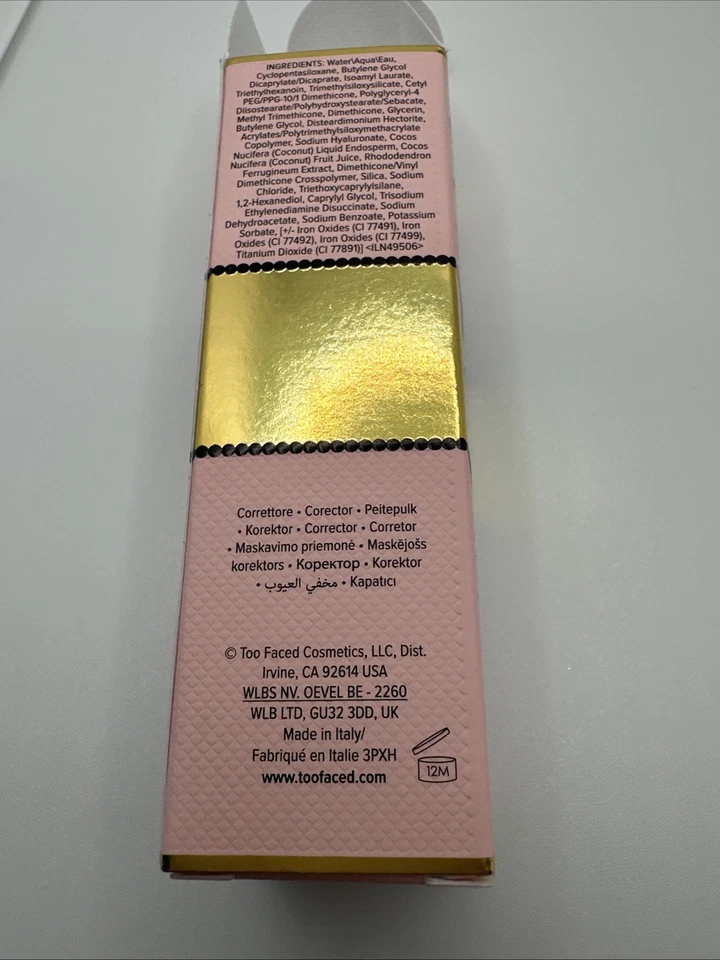 INGREDIENTS: Water\Aqua\Eau,
Cyclopentasiloxane, Butylene Glycol
Dicaprylate/Dicaprate, Isoamyl Laurate,
Triethylhexanoin, Trimethylsiloxysilicate, Cetyl
PEG/PPG-10/1 Dimethicone, Polyglyceryl-4
Diisostearate/Polyhydroxystearate/Sebacate,
Methyl Trimethicone, Dimethicone, Glycerin,
Butylene Glycol, Disteardimonium Hectorite,
Acrylates/Polytrimethylsiloxymethacrylate
Copolymer, Sodium Hyaluronate, Cocos
Nucifera (Coconut) Liquid Endosperm, Cocos
Nucifera (Coconut) Fruit Juice, Rhododendron
Ferrugineum Extract, Dimethicone/Vinyl
Dimethicone Crosspolymer, Silica, Sodium
Chloride, Triethoxycaprylylsilane,
1,2-Hexanediol, Caprylyl Glycol, Trisodium
Ethylenediamine Disuccinate, Sodium
Dehydroacetate, Sodium Benzoate, Potassium
Sorbate, [+/- Iron Oxides (CI 77491), Iron
Oxides (CI 77492), Iron Oxides (CI 77499),
Titanium Dioxide (CI 77891)] <ILN49506>
Correttore • Corector • Peitepulk
• Korektor • Corrector • Corretor
• Maskavimo priemonė • Maskējošs
korektors • Коректор • Korektor
• مخفي العيوب • Kapatıcı
© Too Faced Cosmetics, LLC, Dist.
Irvine, CA 92614 USA
WLBS NV. OEVEL BE - 2260
WLB LTD, GU32 3DD, UK
Made in Italy/
Fabriqué en Italie 3PXH
www.toofaced.com
12M